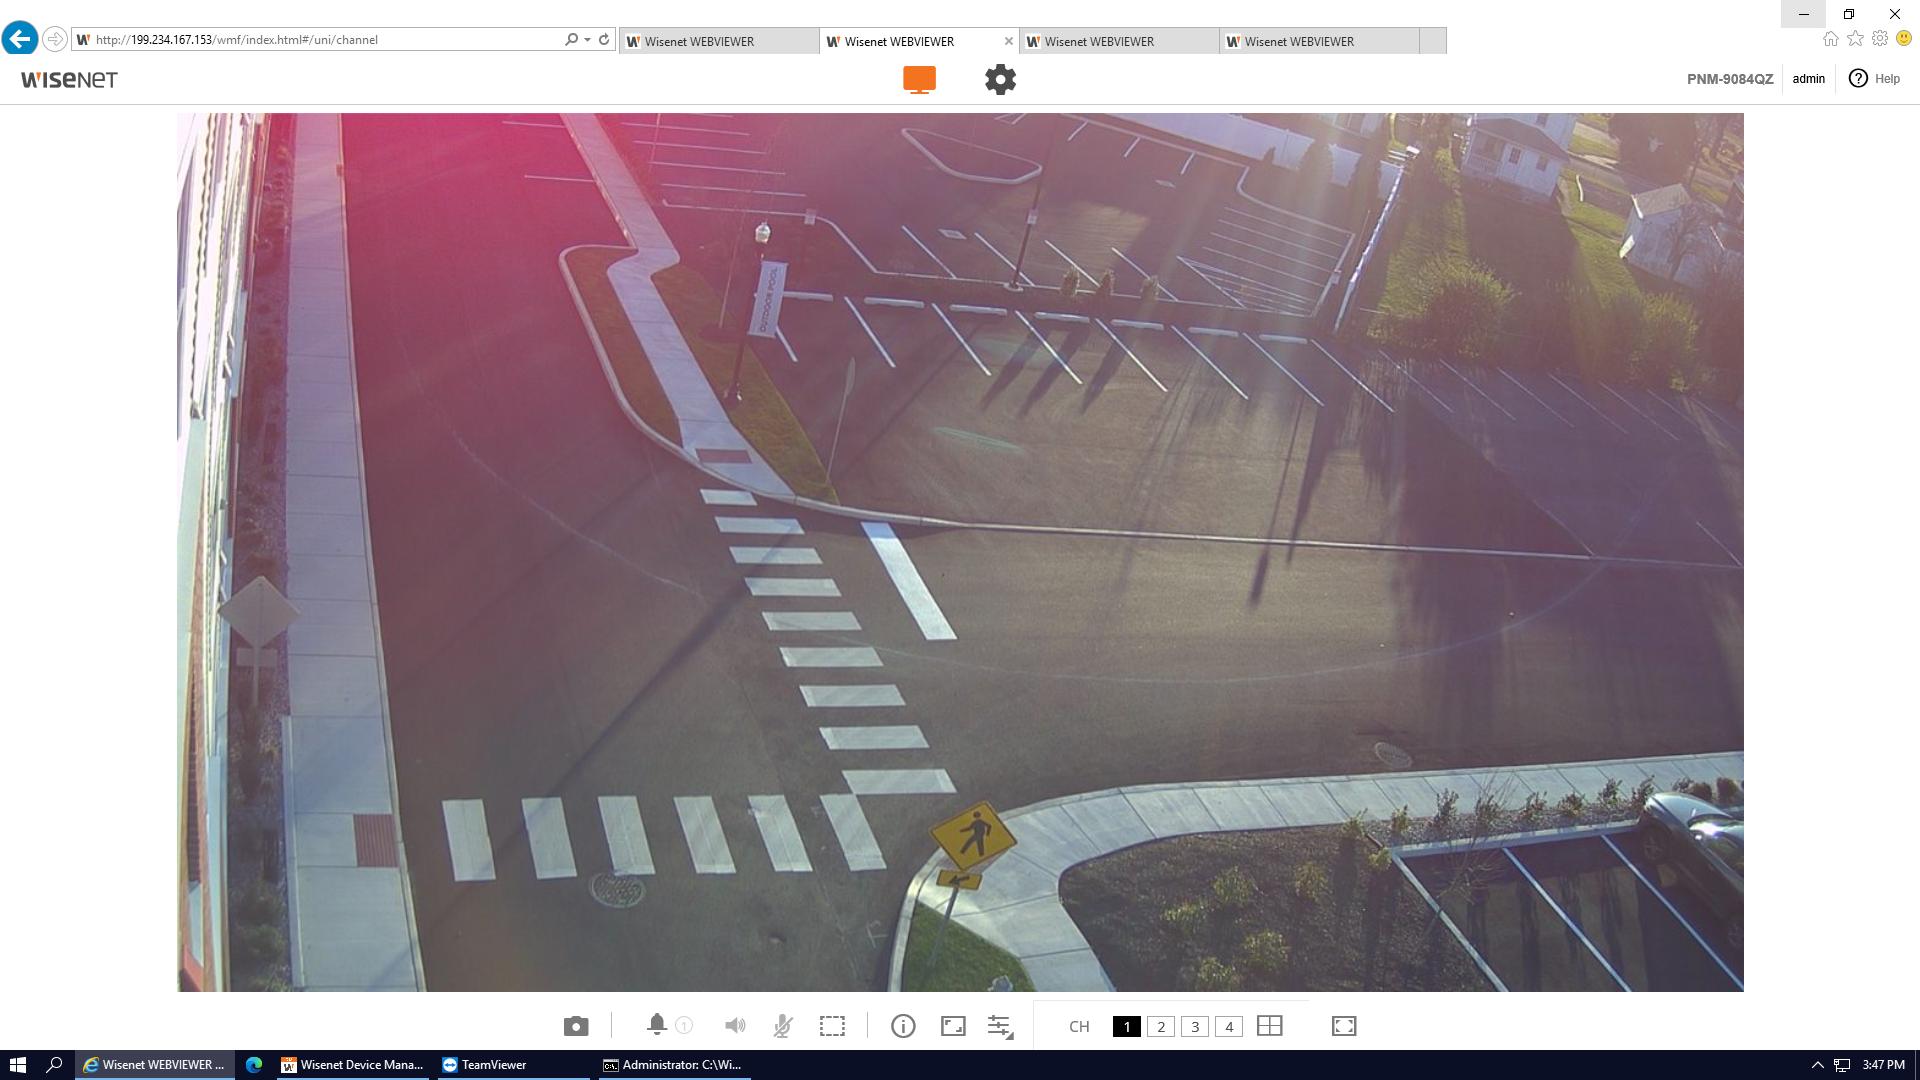 http://199.234.167.153/wmf/index.html#/uni/channel
Wisenet WEBVIEWER
Wisenet WEBVIEWER
Wisenet WEBVIEWER
Wisenet WEBVIEWER
WISENET
PNM-9084QZ
admin
? Help
OUTDOOR POOL
1
CH
1
2
3
4
Wisenet WEBVIEWER ...
Wisenet Device Mana...
TeamViewer
Administrator: C:\Wi...
3:47 PM